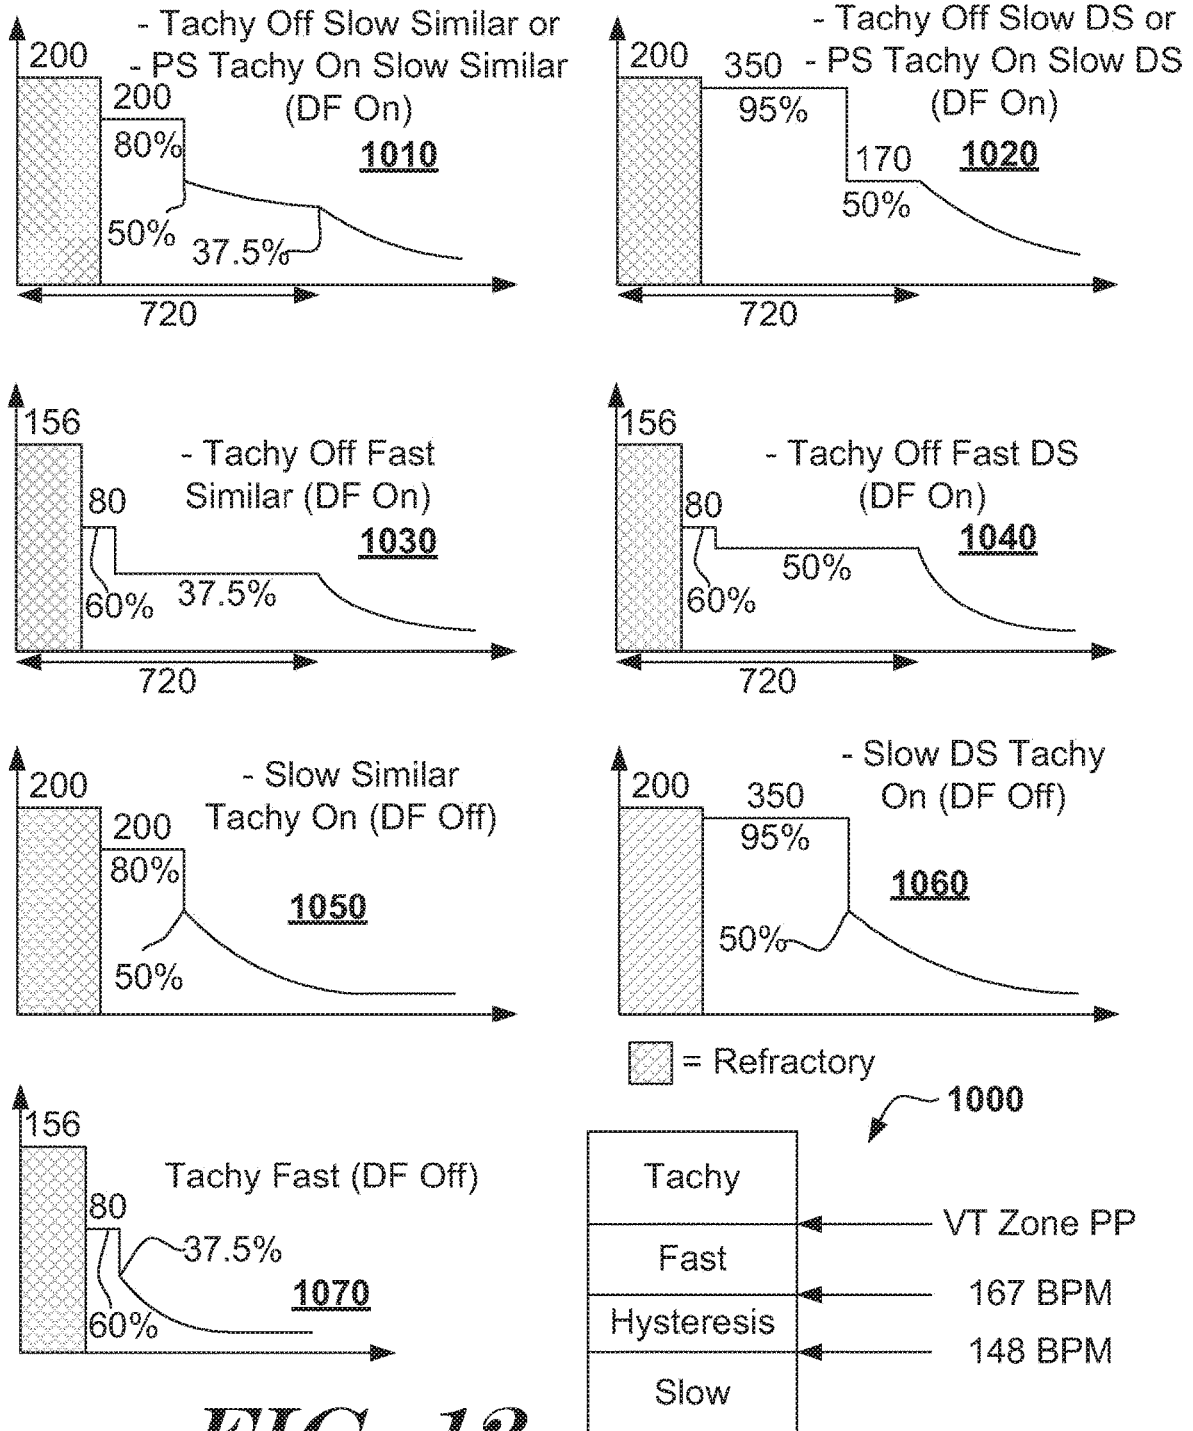 - Tachy Off Slow Similar or
- PS Tachy On Slow Similar
(DF On)
1010
200
200
80%
50%
37.5%
720
- Tachy Off Slow DS or
- PS Tachy On Slow DS
(DF On)
1020
200
350
95%
170
50%
720
156
- Tachy Off Fast
Similar (DF On)
1030
80
60%
37.5%
720
156
- Tachy Off Fast DS
(DF On)
1040
80
60%
50%
720
200
- Slow Similar
Tachy On (DF Off)
200
80%
1050
50%
200
350
- Slow DS Tachy
On (DF Off)
95%
1060
50%
= Refractory
156
Tachy Fast (DF Off)
80
37.5%
1070
60%
1000
Tachy
VT Zone PP
Fast
167 BPM
Hysteresis
148 BPM
Slow